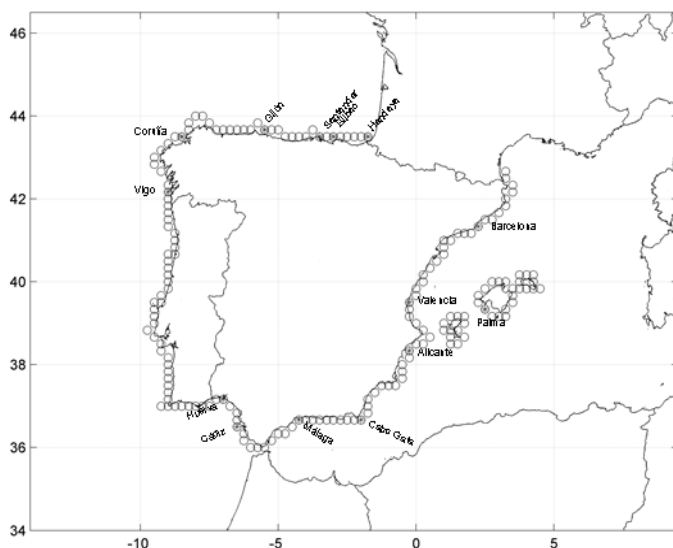 46
44
42
40
38
36
34
-10
-5
0
5
Coruña
Gijón
Santander
Bilbao
Hendaya
Vigo
Barcelona
Valencia
Palma
Alicante
Huelva
Cádiz
Málaga
Cabo Gata